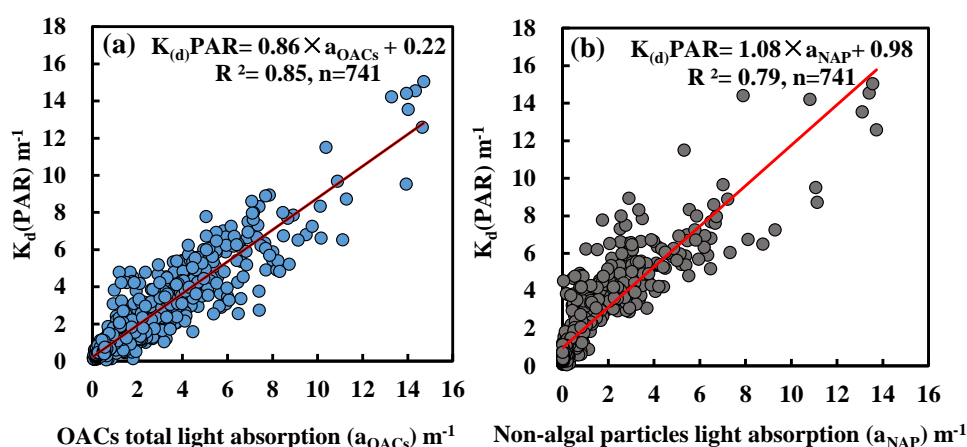 (a) K(d)PAR= 0.86×aOACs + 0.22
R ²= 0.85, n=741
Kd(PAR) m-1
18
16
14
12
10
8
6
4
2
0
0 2 4 6 8 10 12 14 16
OACs total light absorption (aOACs) m-1
(b) K(d)PAR= 1.08×aNAP+ 0.98
R ²= 0.79, n=741
Kd(PAR) m-1
18
16
14
12
10
8
6
4
2
0
0 2 4 6 8 10 12 14 16
Non-algal particles light absorption (aNAP) m-1